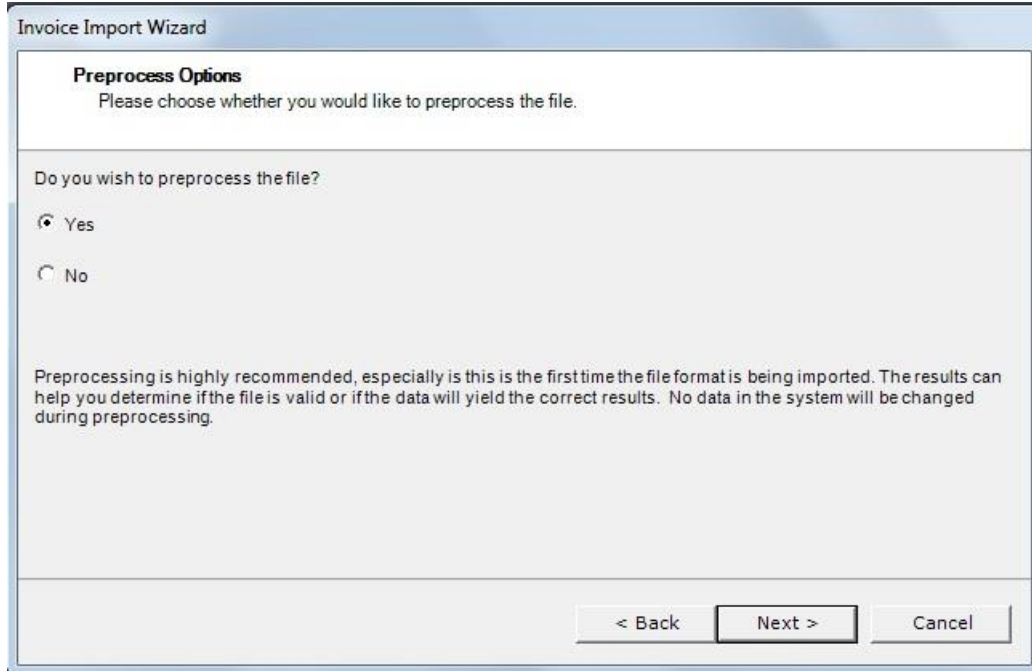 Invoice Import Wizard
Preprocess Options
Please choose whether you would like to preprocess the file.
Do you wish to preprocess the file?
Yes
No
Preprocessing is highly recommended, especially is this is the first time the file format is being imported. The results can
help you determine if the file is valid or if the data will yield the correct results. No data in the system will be changed
during preprocessing.
< Back Next > Cancel